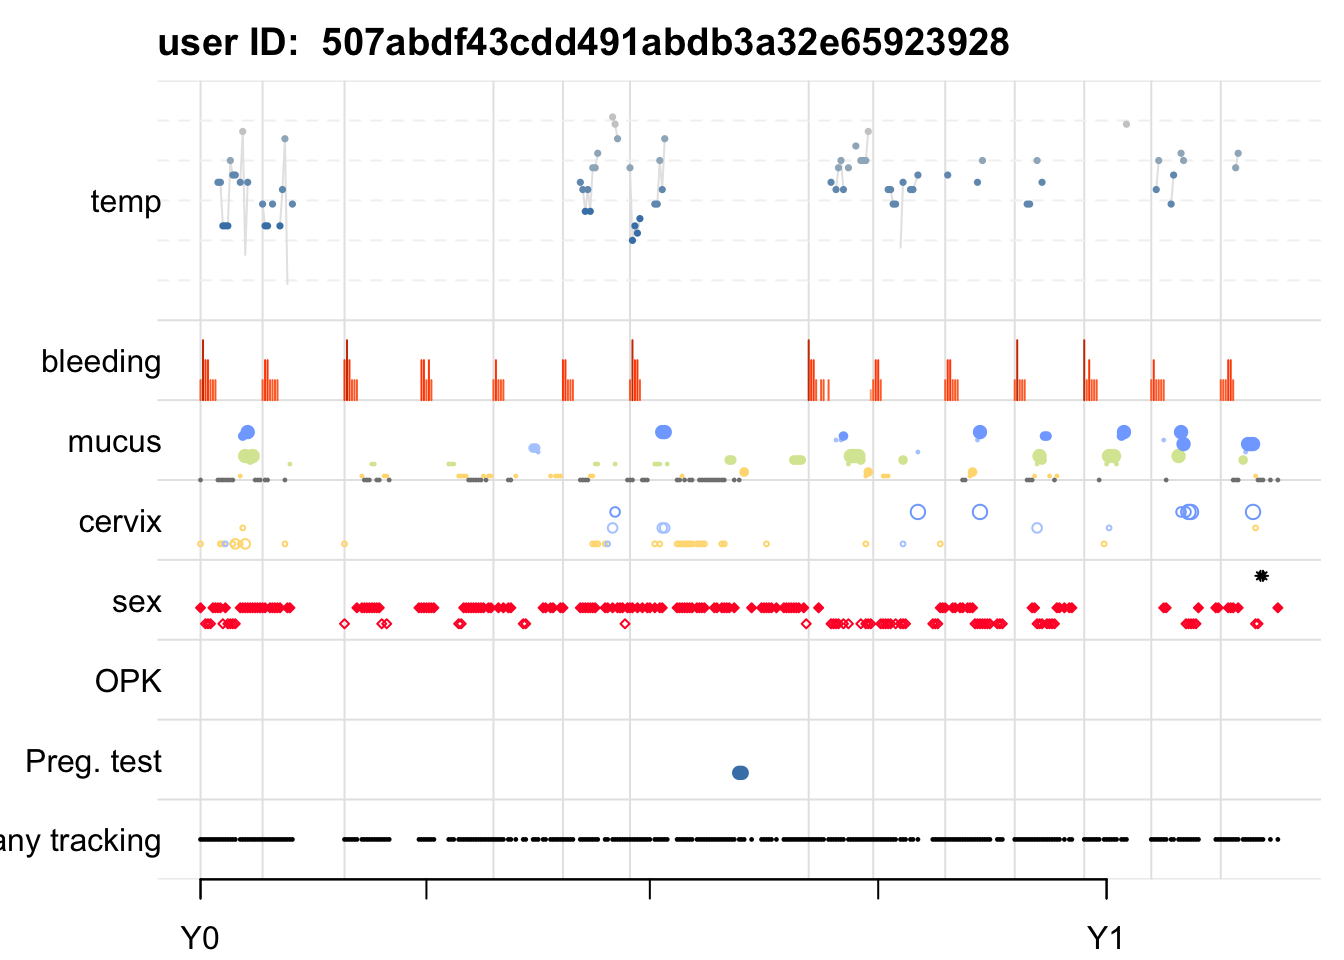 user ID:  507abdf43cdd491abdb3a32e65923928
temp
bleeding
mucus
cervix
sex
OPK
Preg. test
any tracking
Y0
Y1